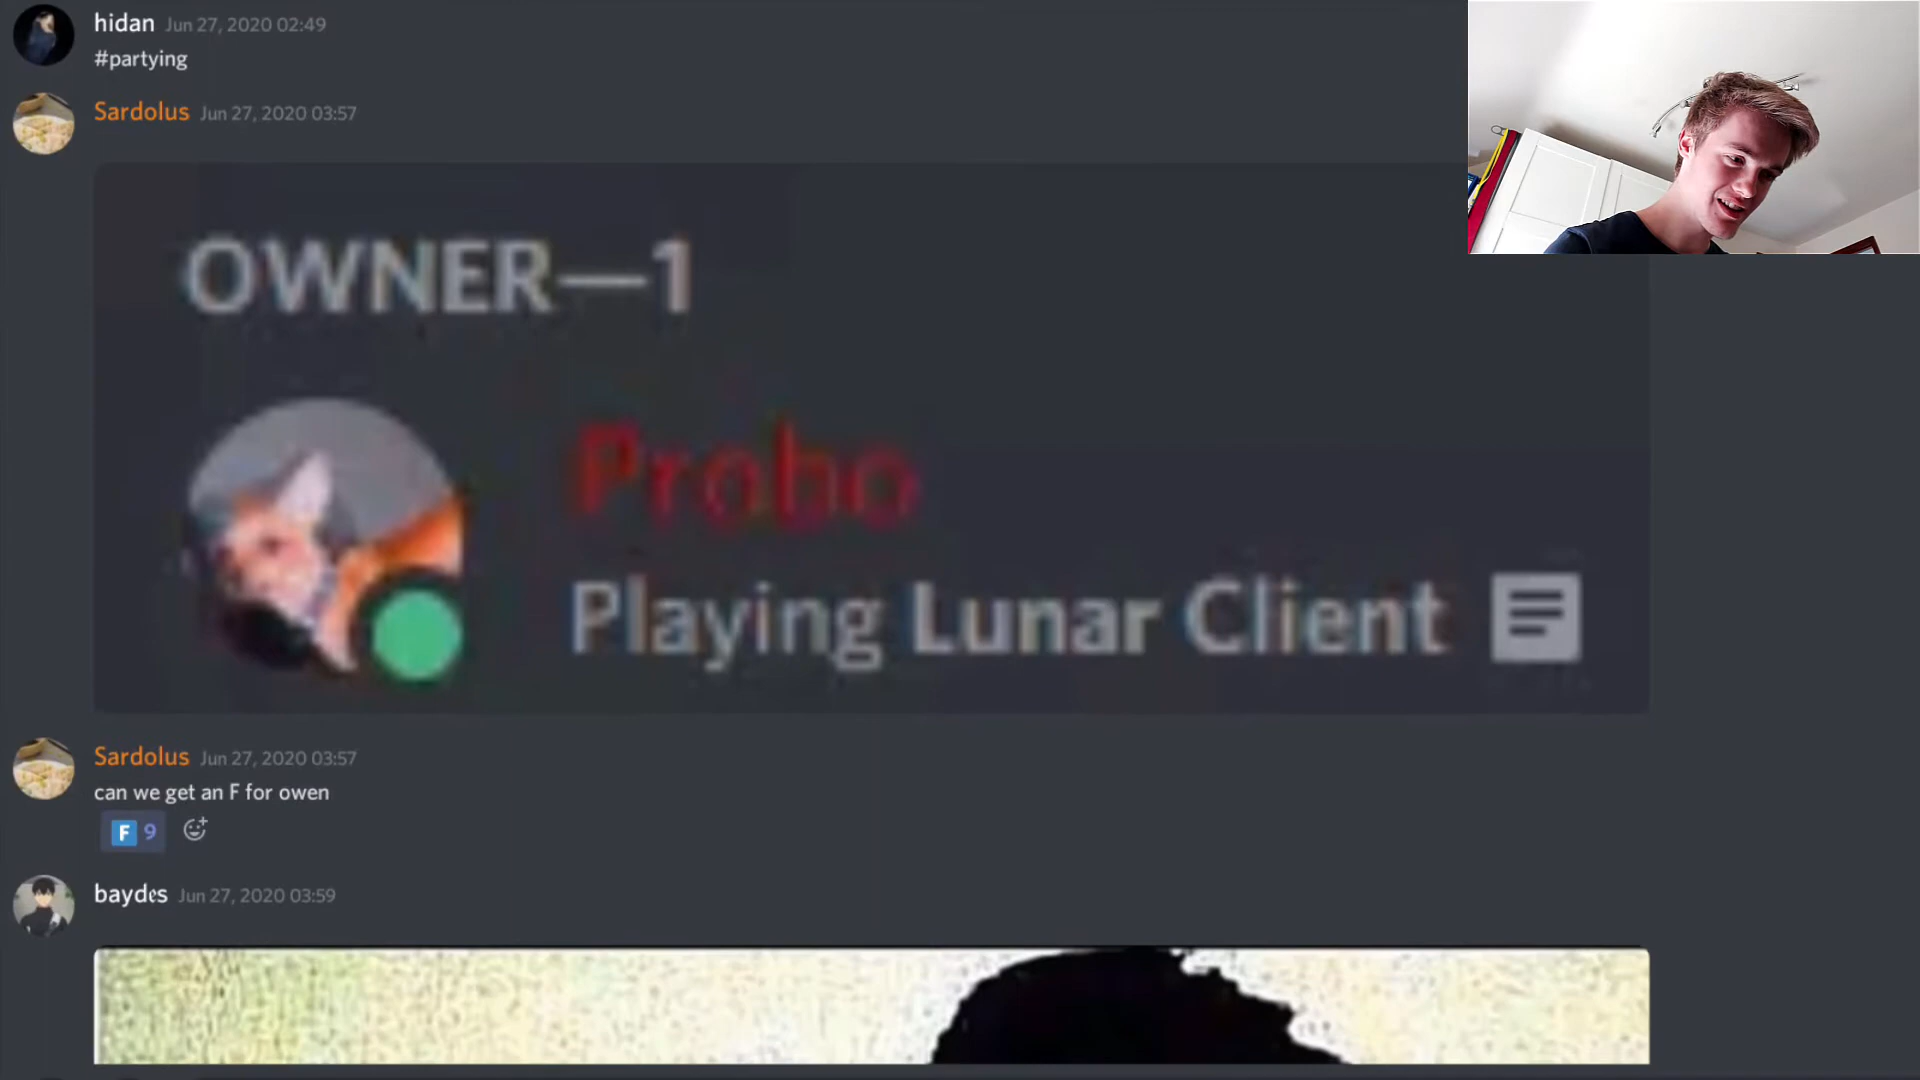 hidan Jun 27, 2020 02:49
#partying
Sardolus Jun 27, 2020 03:57
OWNER—1
Probo
Playing Lunar Client
Sardolus Jun 27, 2020 03:57
can we get an F for owen
F 9
baydes Jun 27, 2020 03:59